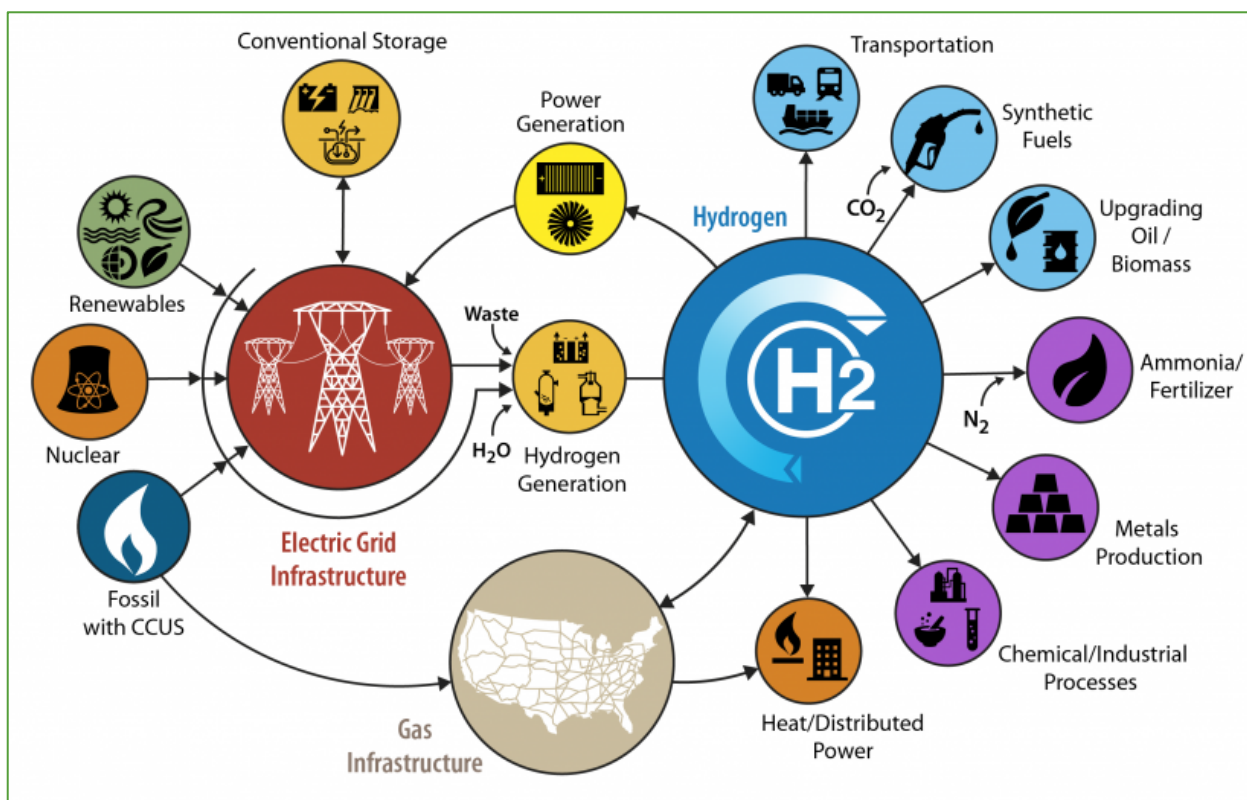 Conventional Storage
Transportation
Power
Generation
Synthetic
Fuels
CO2
Hydrogen
Upgrading
Oil /
Biomass
Renewables
Waste
H2
Ammonia/
Fertilizer
N2
Nuclear
H2O
Hydrogen
Generation
Metals
Production
Electric Grid
Infrastructure
Fossil
with CCUS
Chemical/Industrial
Processes
Gas
Infrastructure
Heat/Distributed
Power